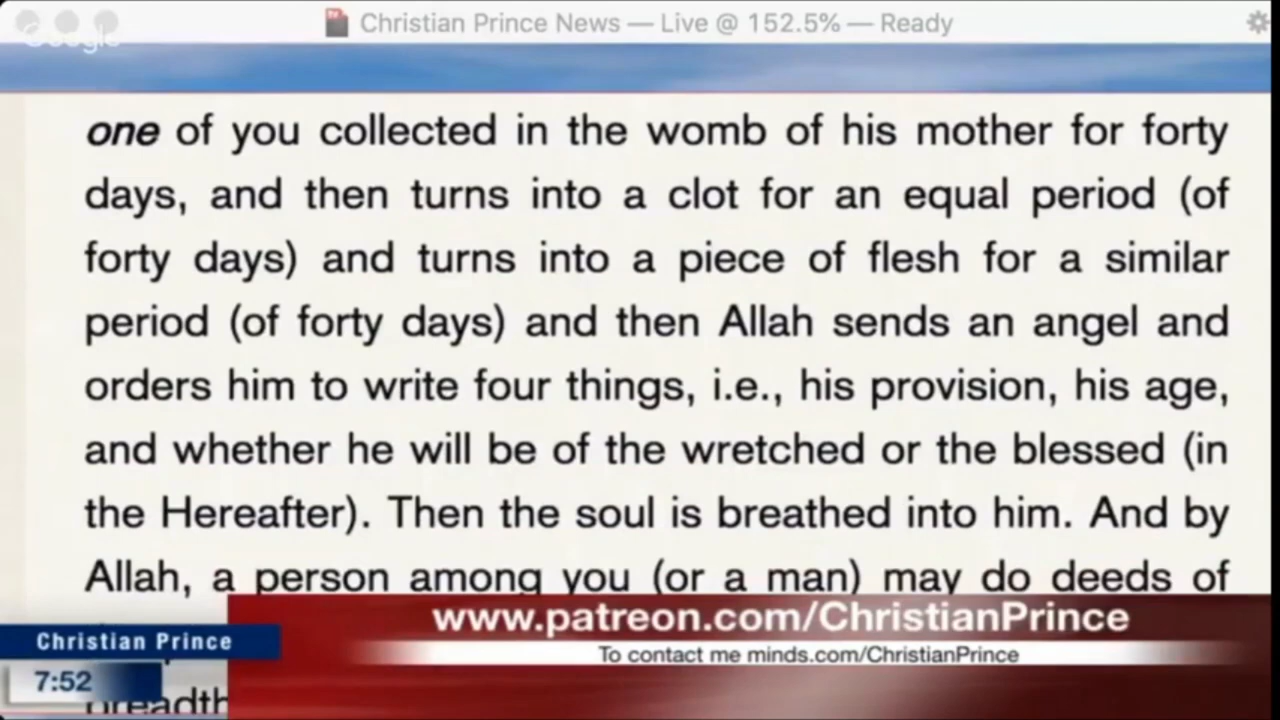 Christian Prince News — Live @ 152.5% — Ready
Google
one of you collected in the womb of his mother for forty
days, and then turns into a clot for an equal period (of
forty days) and turns into a piece of flesh for a similar
period (of forty days) and then Allah sends an angel and
orders him to write four things, i.e., his provision, his age,
and whether he will be of the wretched or the blessed (in
the Hereafter). Then the soul is breathed into him. And by
Allah, a person among you (or a man) may do deeds of
www.patreon.com/ChristianPrince
To contact me minds.com/ChristianPrince
Christian Prince
7:52